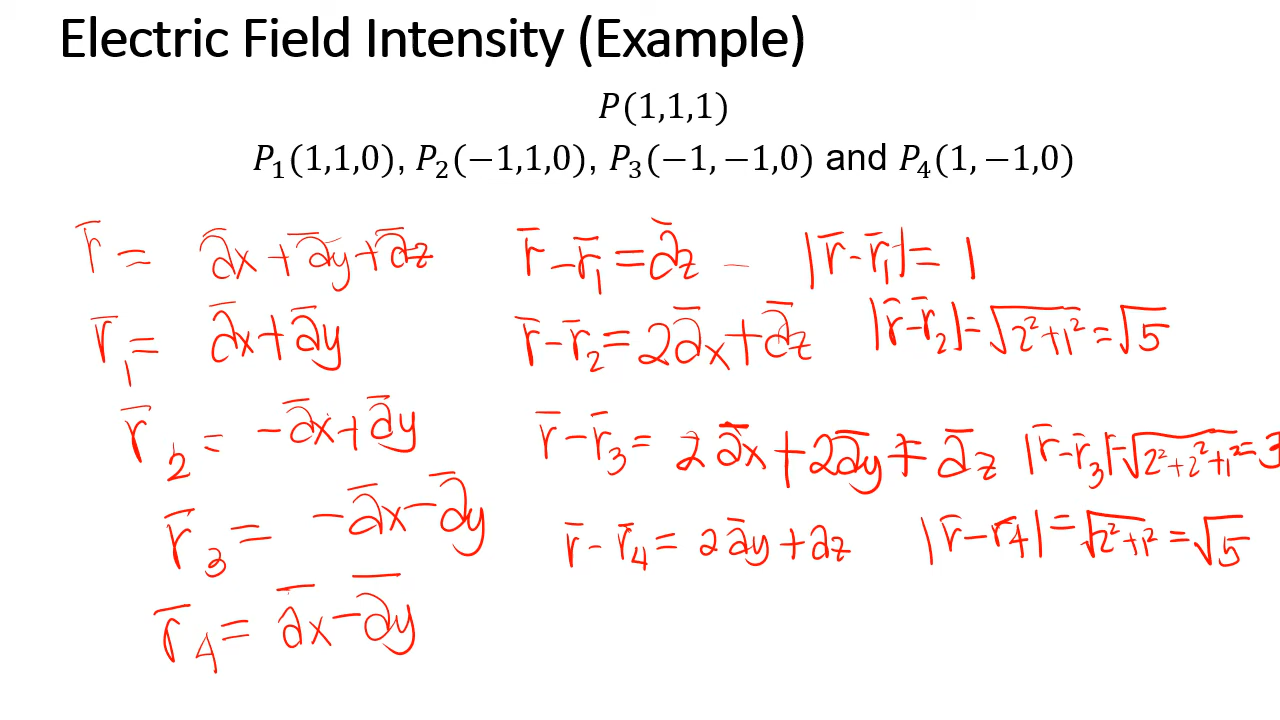 Electric Field Intensity (Example)
P(1,1,1)
P₁(1,1,0), P₂(−1,1,0), P₃(−1,−1,0) and P₄(1,−1,0)
r̄ = āx + āy + āz
r̄ − r̄₁ = āz
|r̄ − r̄₁| = 1
r̄₁ = āx + āy
r̄ − r̄₂ = 2āx + āz
|r̄ − r̄₂| = √(2² + 1²) = √5
r̄₂ = −āx + āy
r̄ − r̄₃ = 2āx + 2āy + āz
|r̄ − r̄₃| = √(2² + 2² + 1²) = 3
r̄₃ = −āx − āy
r̄ − r̄₄ = 2āy + az
|r̄ − r̄₄| = √(2² + 1²) = √5
r̄₄ = āx − āy